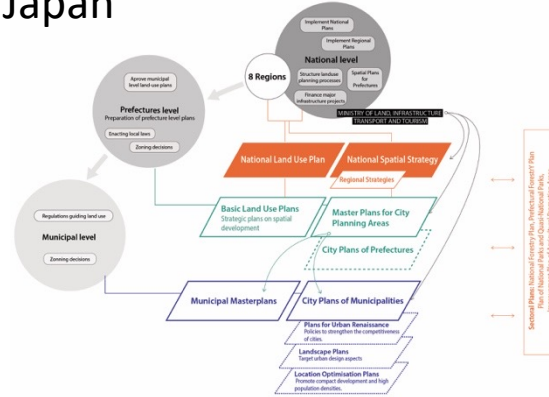 Japan
Implement National
Plans
Implement Regional
Plans
National level
Structure landuse
planning processes
Spatial Plans
for
Prefectures
Finance major
infrastructure projects
8 Regions
MINISTRY OF LAND, INFRASTRUCTURE
TRANSPORT AND TOURISM
Aprove municipal
level land-use plans
Prefectures level
Preparation of prefecture level plans
Enacting local laws
Zoning decisions
National Land Use Plan
National Spatial Strategy
Regional Strategies
Regulations guiding land use
Municipal level
Zonning decisions
Basic Land Use Plans
Strategic plans on spatial
development
Master Plans for City
Planning Areas
City Plans of Prefectures
Municipal Masterplans
City Plans of Municipalities
Plans for Urban Renaissance
Policies to strengthen the competitiveness
of cities.
Landscape Plans
Target urban design aspects
Location Optimisation Plans
Promote compact development and high
population densities.
Sectoral Plans: National Forestry Plan, Prefectural Forestry Plan
Plan of National Parks and Quasi-National Parks,